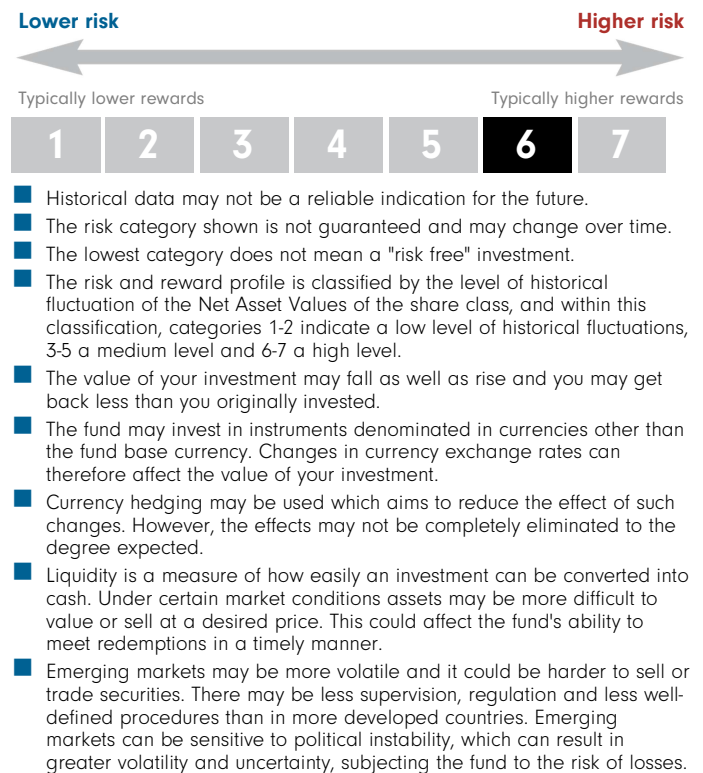 Lower risk Higher risk
Typically lower rewards Typically higher rewards
1 2 3 4 5 6 7
Historical data may not be a reliable indication for the future.
The risk category shown is not guaranteed and may change over time.
The lowest category does not mean a "risk free" investment.
The risk and reward profile is classified by the level of historical
fluctuation of the Net Asset Values of the share class, and within this
classification, categories 1-2 indicate a low level of historical fluctuations,
3-5 a medium level and 6-7 a high level.
The value of your investment may fall as well as rise and you may get
back less than you originally invested.
The fund may invest in instruments denominated in currencies other than
the fund base currency. Changes in currency exchange rates can
therefore affect the value of your investment.
Currency hedging may be used which aims to reduce the effect of such
changes. However, the effects may not be completely eliminated to the
degree expected.
Liquidity is a measure of how easily an investment can be converted into
cash. Under certain market conditions assets may be more difficult to
value or sell at a desired price. This could affect the fund's ability to
meet redemptions in a timely manner.
Emerging markets may be more volatile and it could be harder to sell or
trade securities. There may be less supervision, regulation and less well-
defined procedures than in more developed countries. Emerging
markets can be sensitive to political instability, which can result in
greater volatility and uncertainty, subjecting the fund to the risk of losses.